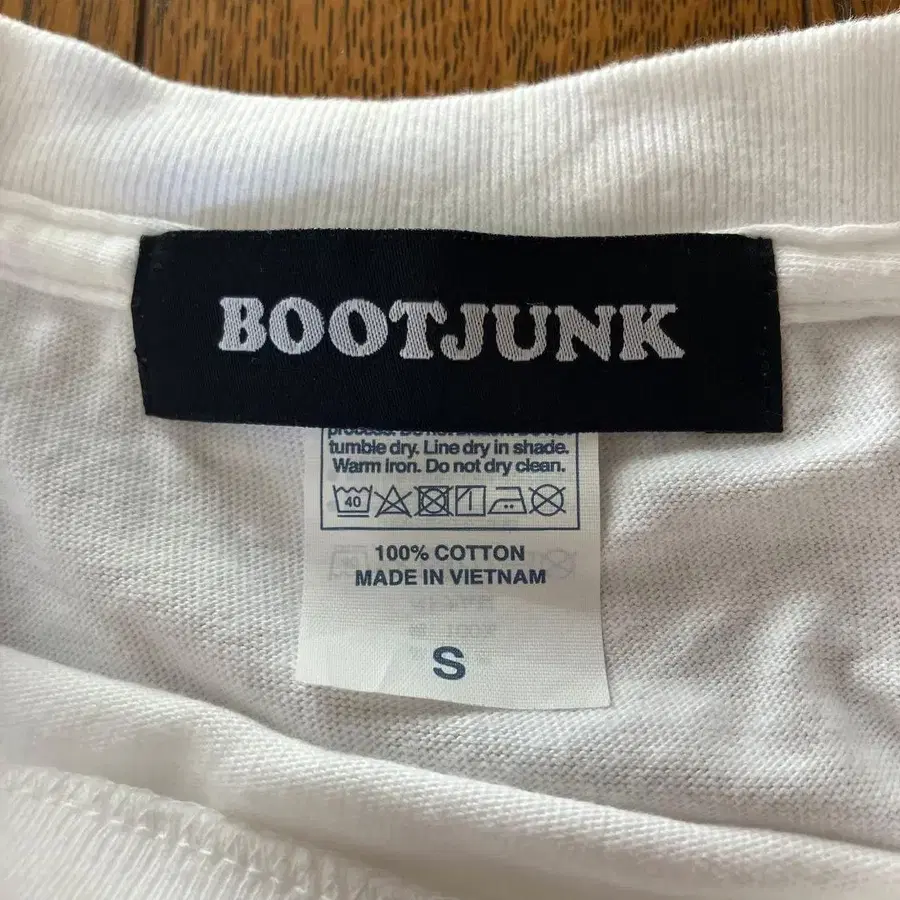 BOOTJUNK
tumble dry. Line dry in shade.
Warm Iron. Do not dry clean.
40
100% COTTON
MADE IN VIETNAM
S